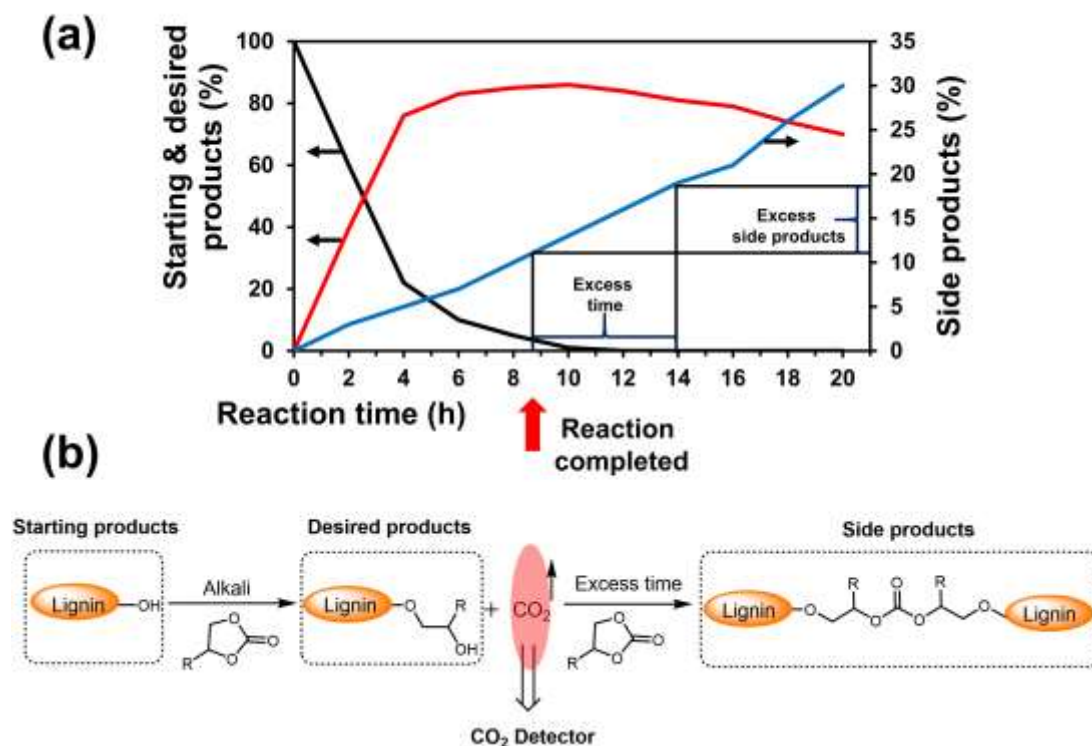 (a)
Starting & desired
products (%)
100
80
60
40
20
0
35
30
25
20
15
10
5
0
Side products (%)
Excess
side products
Excess
time
0 2 4 6 8 10 12 14 16 18 20
Reaction time (h)
Reaction
completed
(b)
Starting products
Desired products
Side products
Lignin
OH
Alkali
O
O
O
R
Lignin
O
R
OH
+
CO2
Excess time
O
O
O
R
Lignin
O
R
O
O
O
R
O
Lignin
CO2 Detector